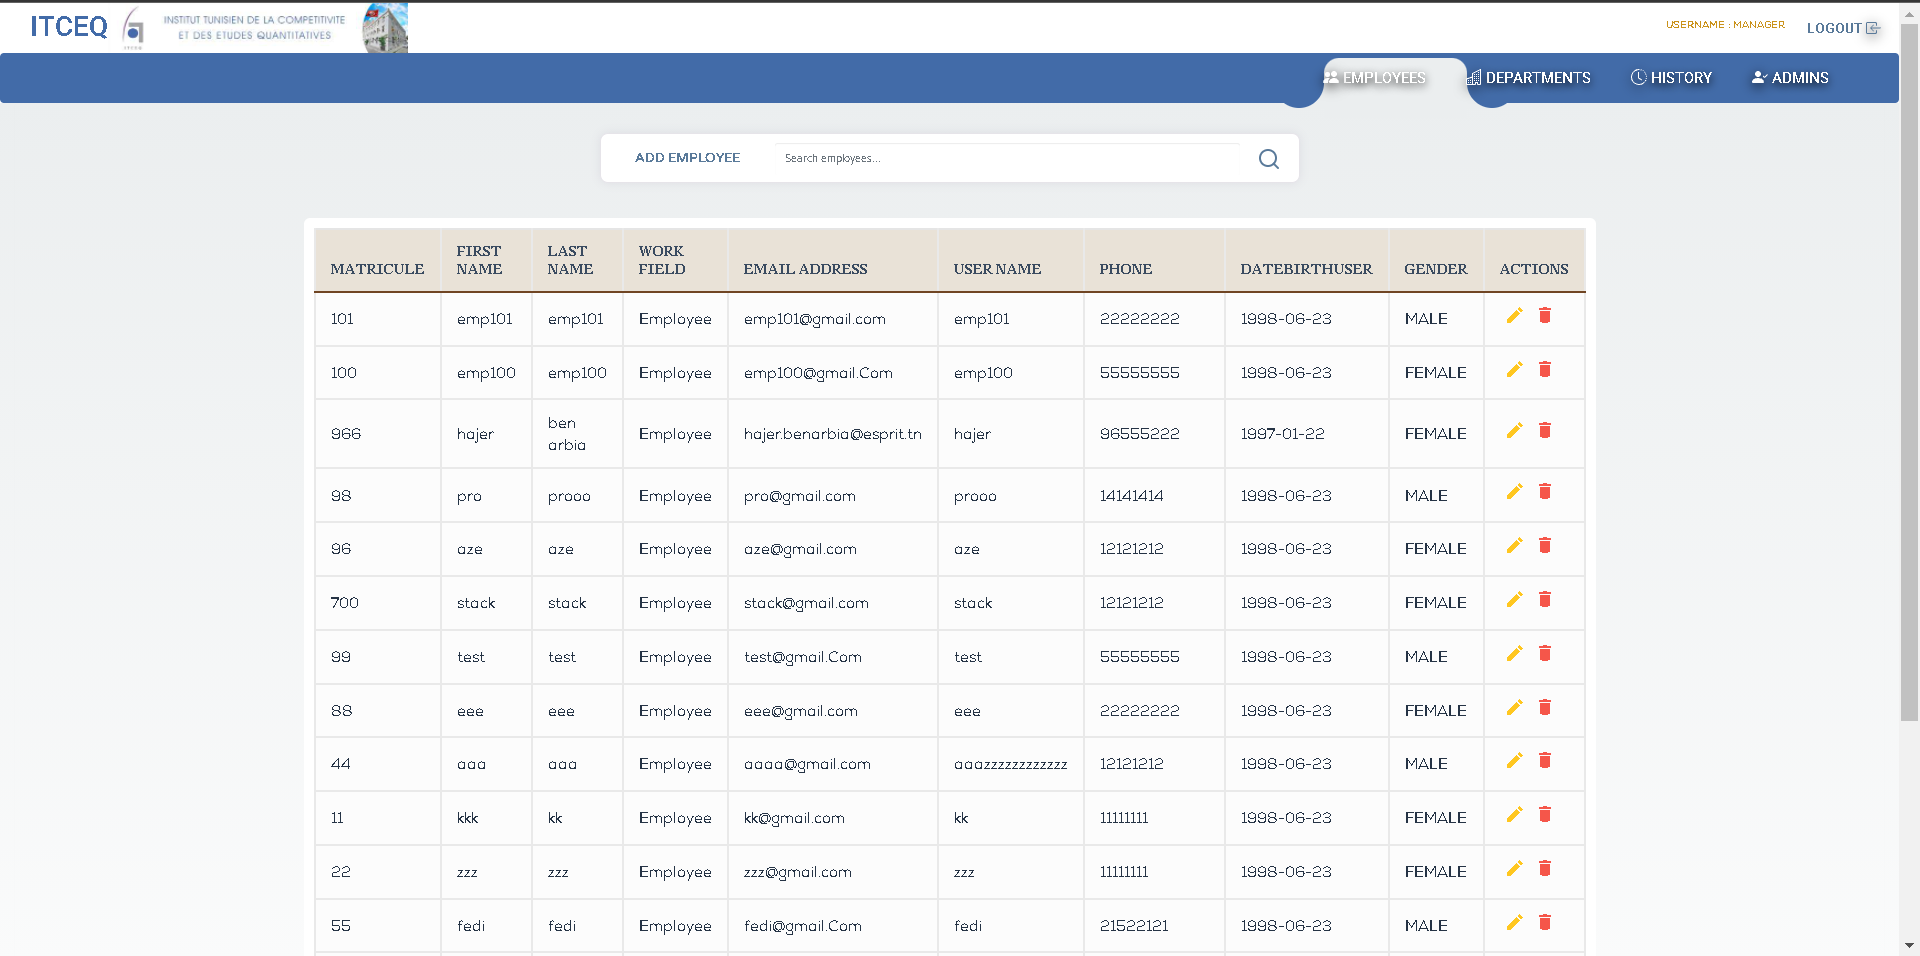 ITCEQ
INSTITUT TUNISIEN DE LA COMPETITIVITE
ET DES ETUDES QUANTITATIVES
USERNAME : MANAGER
LOGOUT
EMPLOYEES DEPARTMENTS HISTORY ADMINS
ADD EMPLOYEE Search employees...
MATRICULE FIRST NAME LAST NAME WORK FIELD EMAIL ADDRESS USER NAME PHONE DATEBIRTHUSER GENDER ACTIONS
101 emp101 emp101 Employee emp101@gmail.com emp101 22222222 1998-06-23 MALE
100 emp100 emp100 Employee emp100@gmail.Com emp100 55555555 1998-06-23 FEMALE
966 hajer ben arbia Employee hajer.benarbia@esprit.tn hajer 96555222 1997-01-22 FEMALE
98 pro prooo Employee pro@gmail.com prooo 14141414 1998-06-23 MALE
96 aze aze Employee aze@gmail.com aze 12121212 1998-06-23 FEMALE
700 stack stack Employee stack@gmail.com stack 12121212 1998-06-23 FEMALE
99 test test Employee test@gmail.Com test 55555555 1998-06-23 MALE
88 eee eee Employee eee@gmail.com eee 22222222 1998-06-23 FEMALE
44 aaa aaa Employee aaaa@gmail.com aaazzzzzzzzzzzzz 12121212 1998-06-23 MALE
11 kkk kk Employee kk@gmail.com kk 11111111 1998-06-23 FEMALE
22 zzz zzz Employee zzz@gmail.com zzz 11111111 1998-06-23 FEMALE
55 fedi fedi Employee fedi@gmail.Com fedi 21522121 1998-06-23 MALE